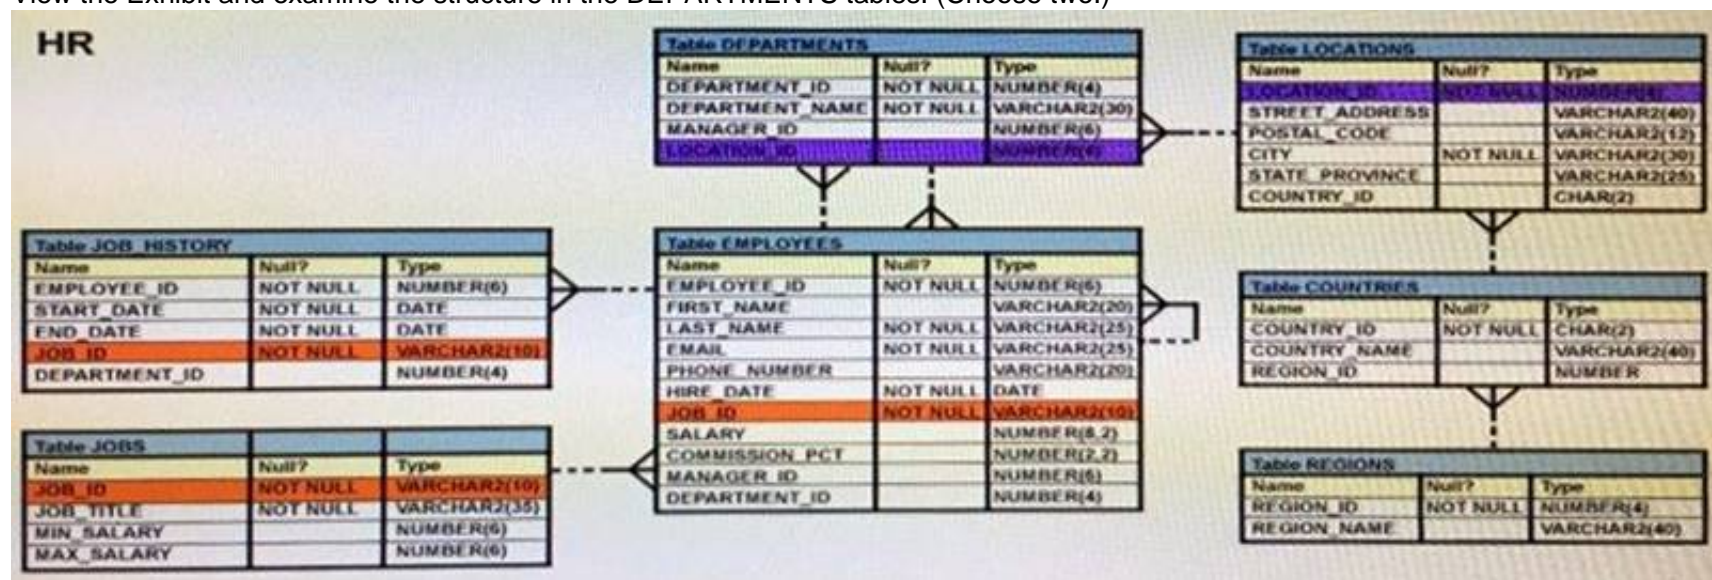 View the Exhibit and examine the structure in the DEPARTMENTS tables. (Choose two.)
HR
Table DEPARTMENTS
Name Null? Type
DEPARTMENT_ID NOT NULL NUMBER(4)
DEPARTMENT_NAME NOT NULL VARCHAR2(30)
MANAGER_ID NUMBER(6)
LOCATION_ID NUMBER(4)
Table LOCATIONS
Name Null? Type
LOCATION_ID NOT NULL NUMBER(4)
STREET_ADDRESS VARCHAR2(40)
POSTAL_CODE VARCHAR2(12)
CITY NOT NULL VARCHAR2(30)
STATE_PROVINCE VARCHAR2(25)
COUNTRY_ID CHAR(2)
Table JOB_HISTORY
Name Null? Type
EMPLOYEE_ID NOT NULL NUMBER(6)
START_DATE NOT NULL DATE
END_DATE NOT NULL DATE
JOB_ID NOT NULL VARCHAR2(10)
DEPARTMENT_ID NUMBER(4)
Table EMPLOYEES
Name Null? Type
EMPLOYEE_ID NOT NULL NUMBER(6)
FIRST_NAME VARCHAR2(20)
LAST_NAME NOT NULL VARCHAR2(25)
EMAIL NOT NULL VARCHAR2(25)
PHONE_NUMBER VARCHAR2(20)
HIRE_DATE NOT NULL DATE
JOB_ID NOT NULL VARCHAR2(10)
SALARY NUMBER(8,2)
COMMISSION_PCT NUMBER(2,2)
MANAGER_ID NUMBER(6)
DEPARTMENT_ID NUMBER(4)
Table COUNTRIES
Name Null? Type
COUNTRY_ID NOT NULL CHAR(2)
COUNTRY_NAME VARCHAR2(40)
REGION_ID NUMBER
Table JOBS
Name Null? Type
JOB_ID NOT NULL VARCHAR2(10)
JOB_TITLE NOT NULL VARCHAR2(35)
MIN_SALARY NUMBER(6)
MAX_SALARY NUMBER(6)
Table REGIONS
Name Null? Type
REGION_ID NOT NULL NUMBER(4)
REGION_NAME VARCHAR2(40)